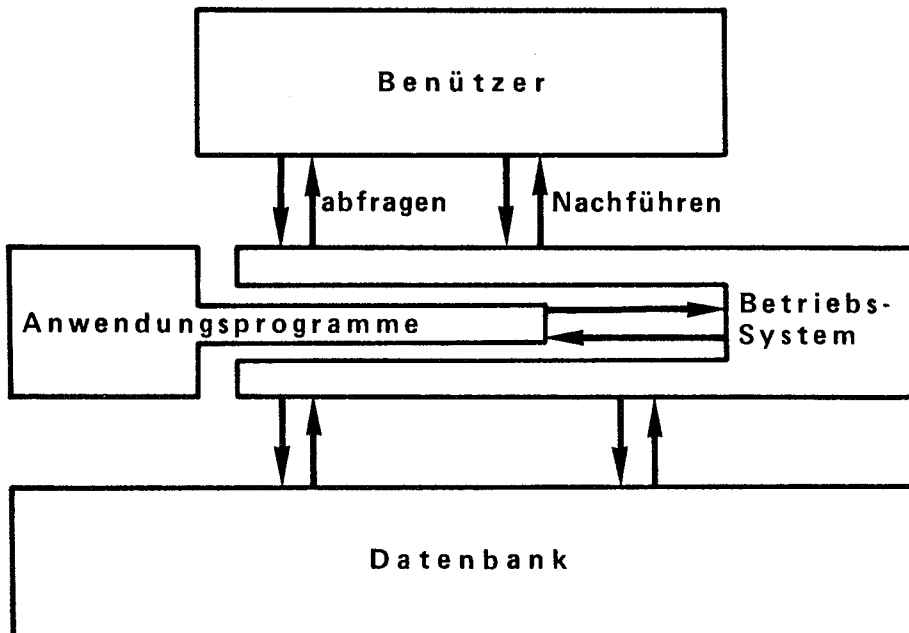 Benützer
abfragen
Nachführen
Anwendungsprogramme
Betriebs-
System
Datenbank